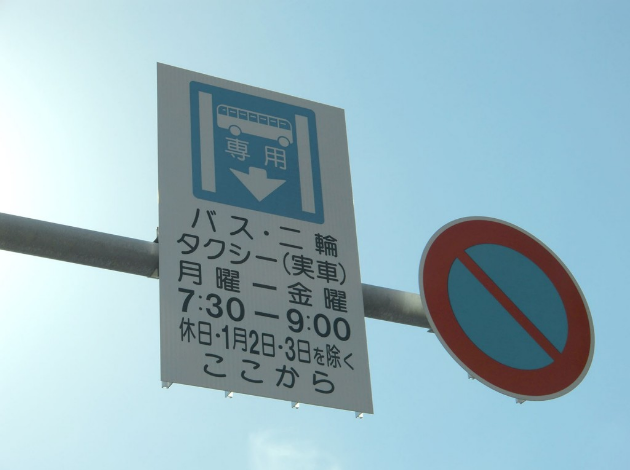 専用
バス・二輪
タクシー(実車)
月曜ー金曜
7:30ー9:00
休日・1月2日・3日を除く
ここから